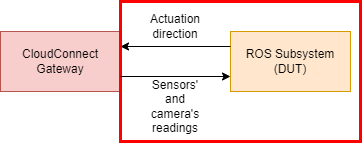 Actuation
direction
CloudConnect
Gateway
ROS Subsystem
(DUT)
Sensors'
and
camera's
readings